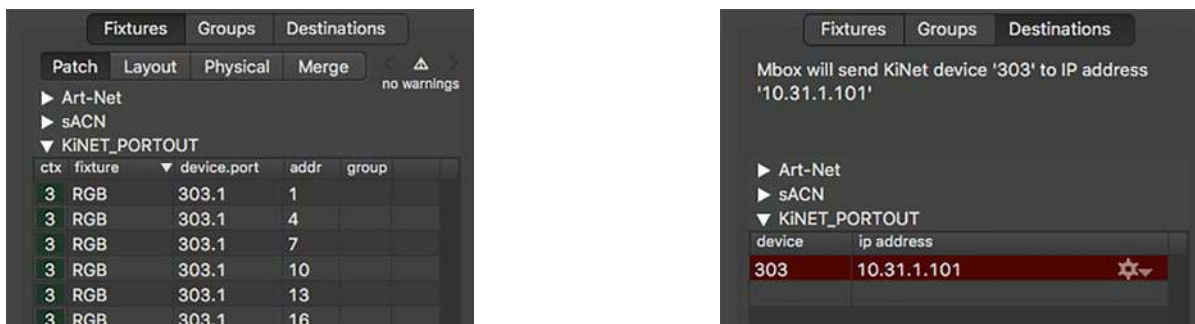 Fixtures Groups Destinations
Patch Layout Physical Merge
no warnings
Art-Net
sACN
KiNET_PORTOUT
ctx fixture device.port addr group
3 RGB 303.1 1
3 RGB 303.1 4
3 RGB 303.1 7
3 RGB 303.1 10
3 RGB 303.1 13
3 RGB 303.1 16
Fixtures Groups Destinations
Mbox will send KiNet device '303' to IP address
'10.31.1.101'
Art-Net
sACN
KiNET_PORTOUT
device ip address
303 10.31.1.101